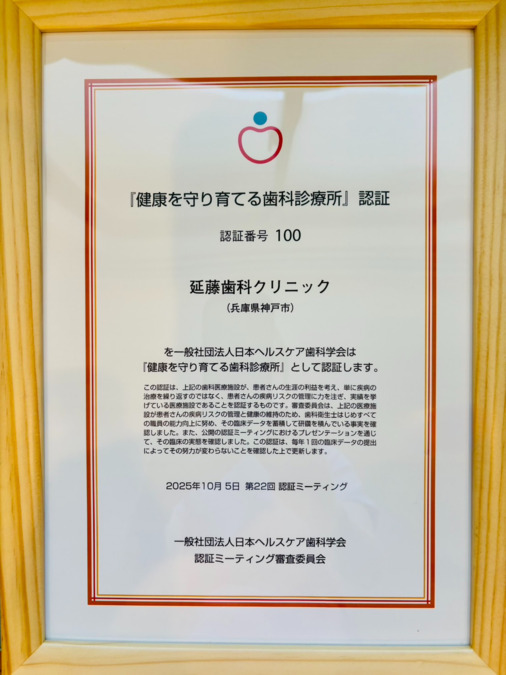 『健康を守り育てる歯科診療所』認証
認証番号 100
延藤歯科クリニック
（兵庫県神戸市）
を一般社団法人日本ヘルスケア歯科学会は
『健康を守り育てる歯科診療所』として認証します。
この認証は、上記の歯科医療施設が、患者さんの生涯の利益を考え、単に疾病の
治療を繰り返すのではなく、患者さんの疾病リスクの管理に力を注ぎ、実績を挙
げている医療施設であることを認証するものです。審査委員会は、上記の医療施
設が患者さんの疾病リスクの管理と健康の維持のため、歯科衛生士はじめすべて
の職員の能力向上に努め、その臨床データを蓄積して研鑽を積んでいる事実を確
認しました。また、公開の認証ミーティングにおけるプレゼンテーションを通じ
て、その臨床の実態を確認しました。この認証は、毎年1回の臨床データの提出
によってその努力が変わらないことを確認した上で更新します。
2025年10月5日 第22回 認証ミーティング
一般社団法人日本ヘルスケア歯科学会
認証ミーティング審査委員会